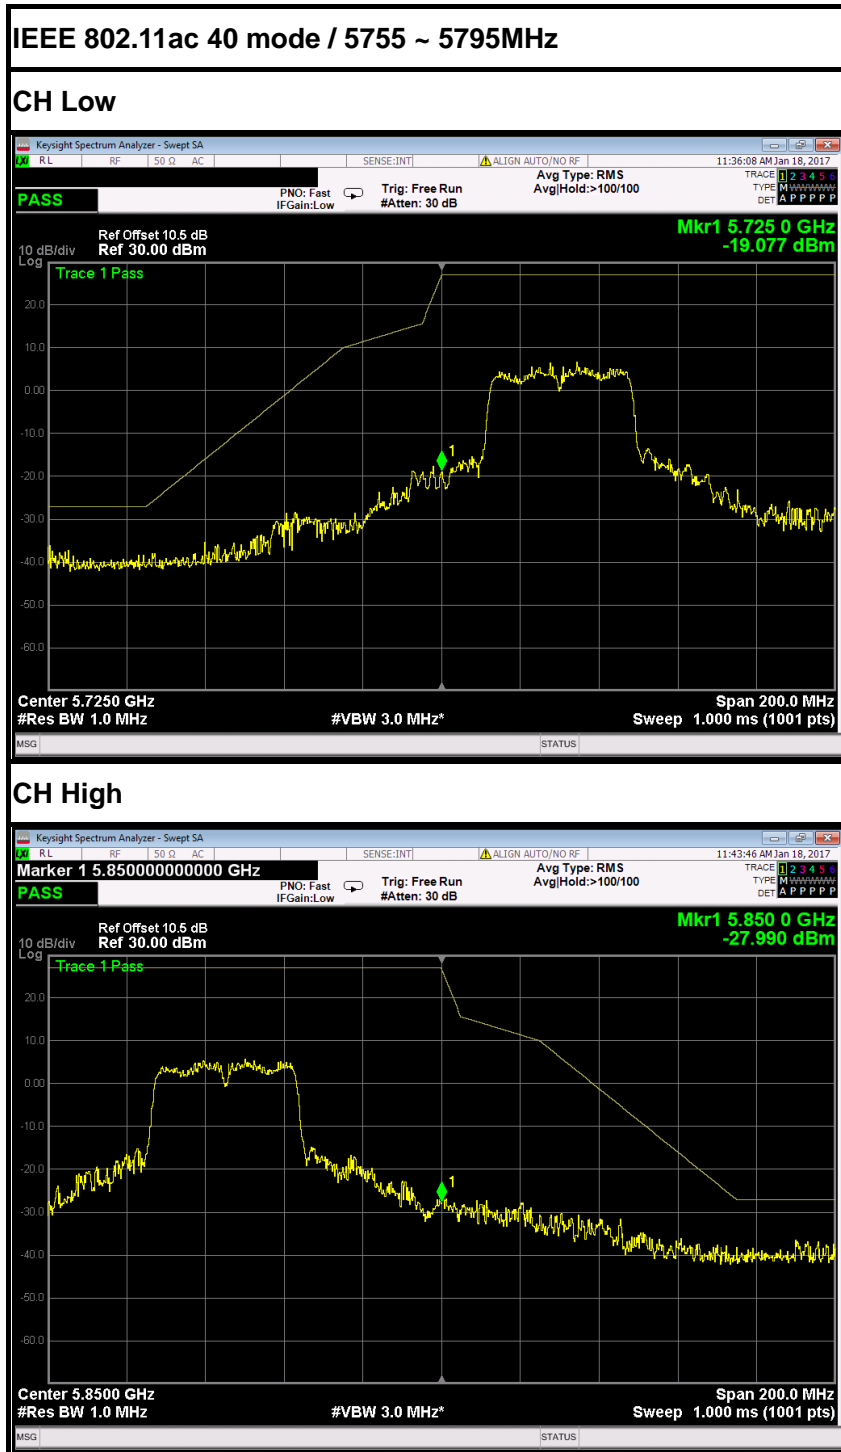 IEEE 802.11ac 40 mode / 5755 ~ 5795MHz
CH Low
Keysight Spectrum Analyzer - Swept SA
LXI RL RF 50 Ω AC SENSE:INT ALIGN AUTO/NO RF 11:36:08 AM Jan 18, 2017
Avg Type: RMS TRACE 1 2 3 4 5 6
PNO: Fast Trig: Free Run Avg|Hold:>100/100 TYPE M W W W W W
PASS IFGain:Low #Atten: 30 dB DET A P P P P P
Mkr1 5.725 0 GHz
Ref Offset 10.5 dB
10 dB/div Ref 30.00 dBm -19.077 dBm
Log
Trace 1 Pass
20.0
10.0
0.00
1
-10.0
-20.0
-30.0
-40.0
-50.0
-60.0
Center 5.7250 GHz Span 200.0 MHz
#Res BW 1.0 MHz #VBW 3.0 MHz* Sweep 1.000 ms (1001 pts)
MSG STATUS
CH High
Keysight Spectrum Analyzer - Swept SA
LXI RL RF 50 Ω AC SENSE:INT ALIGN AUTO/NO RF 11:43:46 AM Jan 18, 2017
Marker 1 5.850000000000 GHz Avg Type: RMS TRACE 1 2 3 4 5 6
PNO: Fast Trig: Free Run Avg|Hold:>100/100 TYPE M W W W W W
PASS IFGain:Low #Atten: 30 dB DET A P P P P P
Mkr1 5.850 0 GHz
Ref Offset 10.5 dB
10 dB/div Ref 30.00 dBm -27.990 dBm
Log
Trace 1 Pass
20.0
10.0
0.00
-10.0
-20.0
1
-30.0
-40.0
-50.0
-60.0
Center 5.8500 GHz Span 200.0 MHz
#Res BW 1.0 MHz #VBW 3.0 MHz* Sweep 1.000 ms (1001 pts)
MSG STATUS